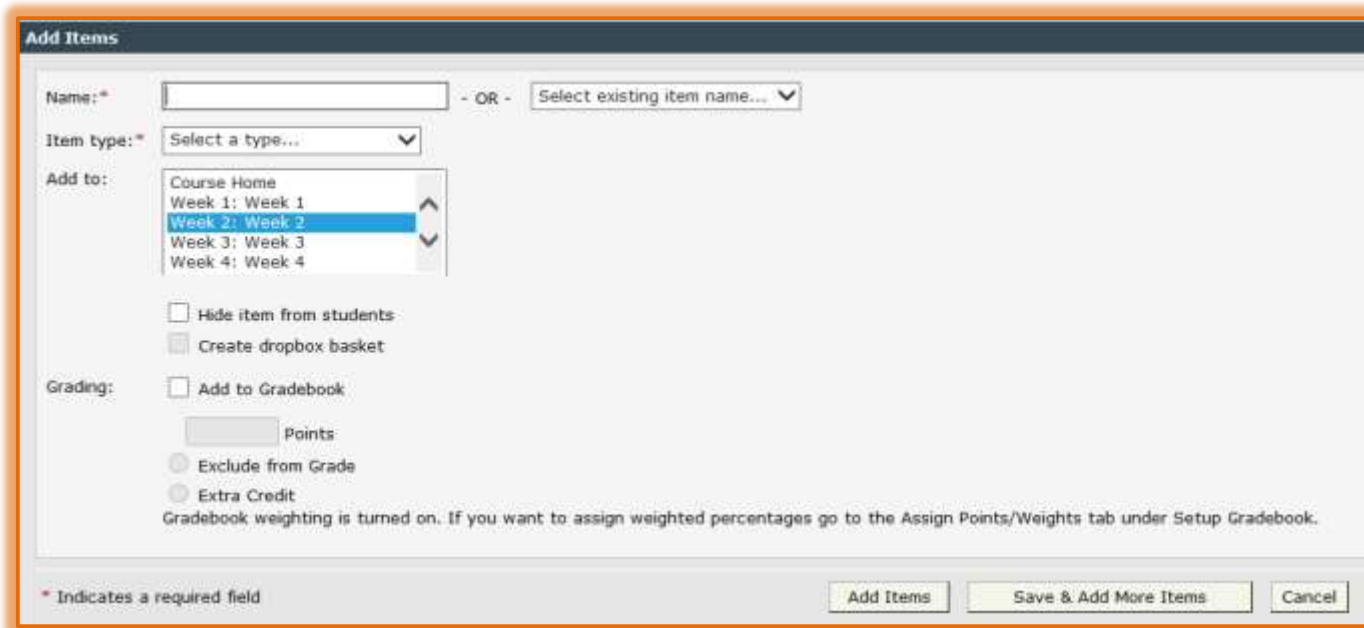 Add Items
Name:* - OR - Select existing item name...
Item type:* Select a type...
Add to:
Course Home
Week 1: Week 1
Week 2: Week 2
Week 3: Week 3
Week 4: Week 4
Hide item from students
Create dropbox basket
Grading: Add to Gradebook
Points
Exclude from Grade
Extra Credit
Gradebook weighting is turned on. If you want to assign weighted percentages go to the Assign Points/Weights tab under Setup Gradebook.
* Indicates a required field Add Items Save & Add More Items Cancel